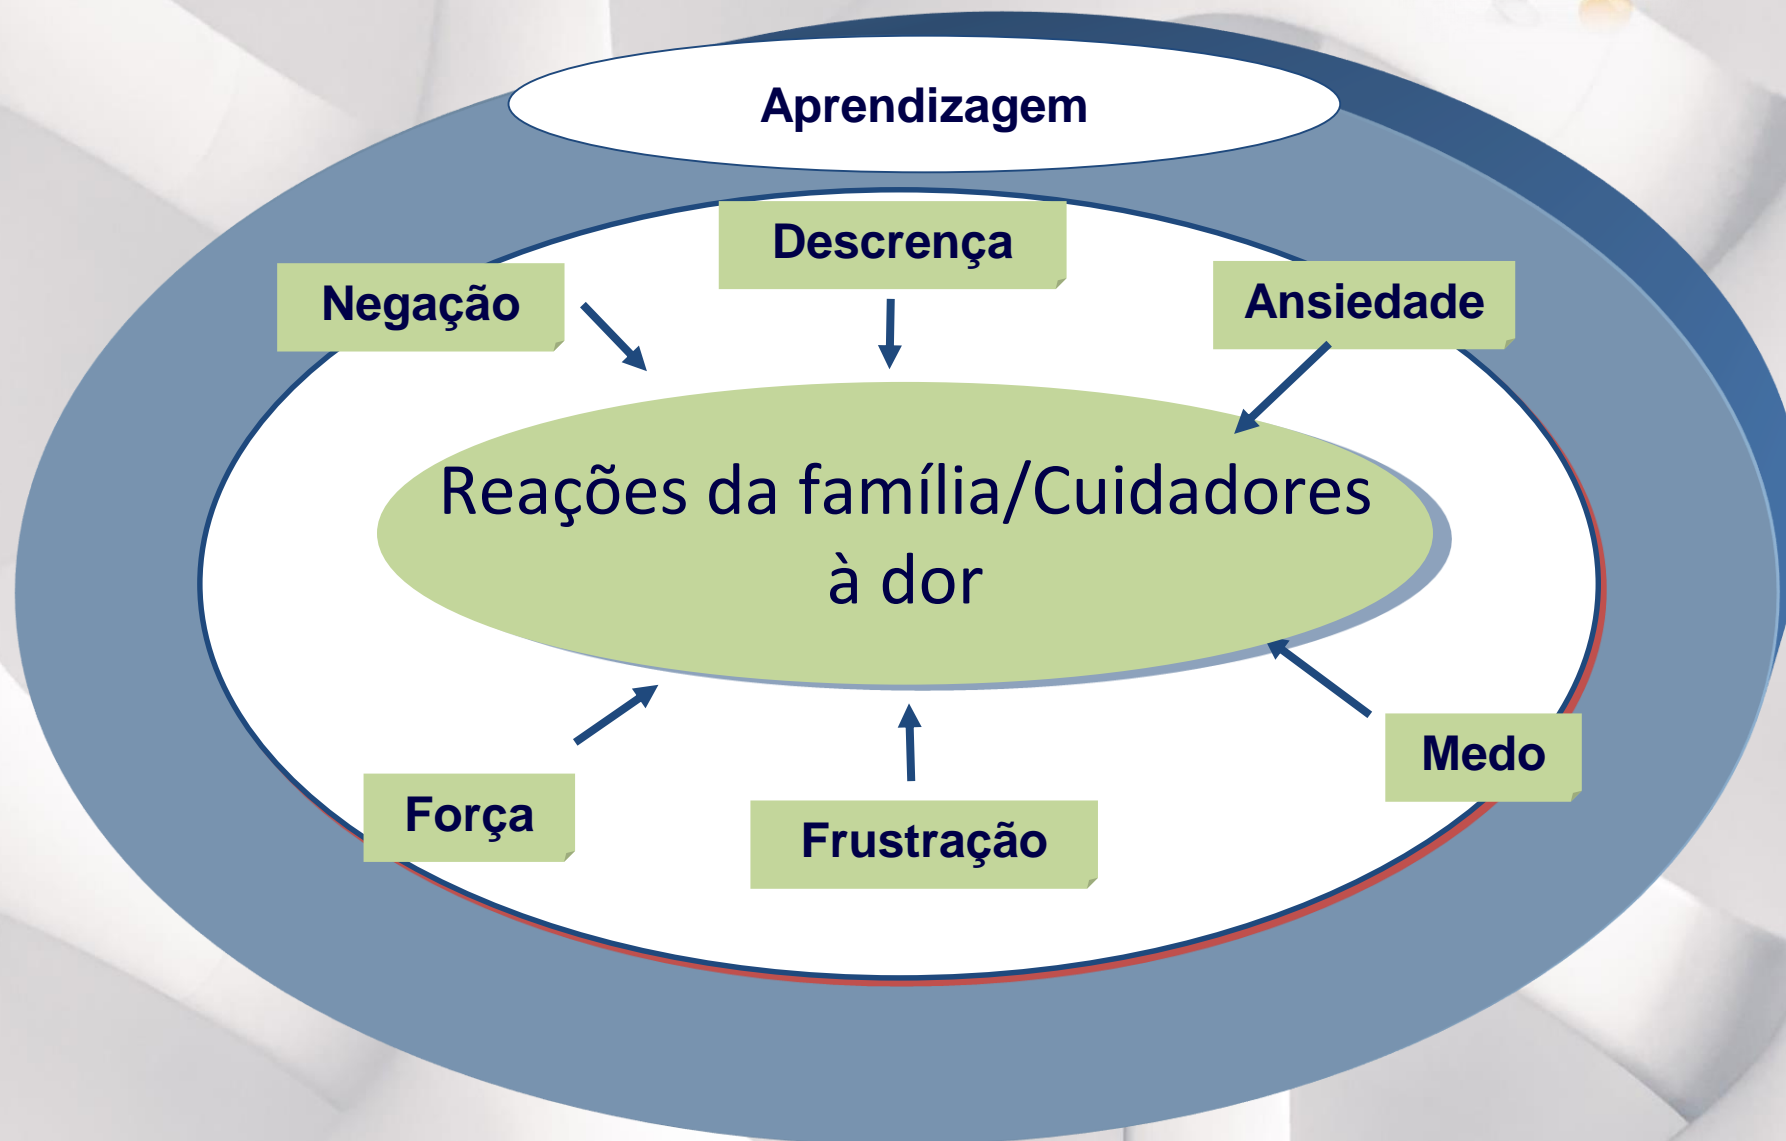 Aprendizagem
Descrença
Negação
Ansiedade
Reações da família/Cuidadores
à dor
Medo
Força
Frustração